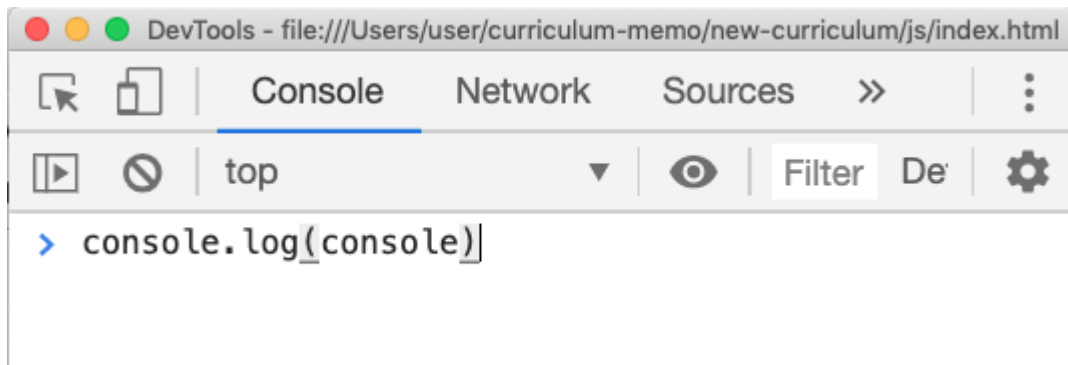 DevTools - file:///Users/user/curriculum-memo/new-curriculum/js/index.html
Console Network Sources »
top ▼ Filter De
> console.log(console)